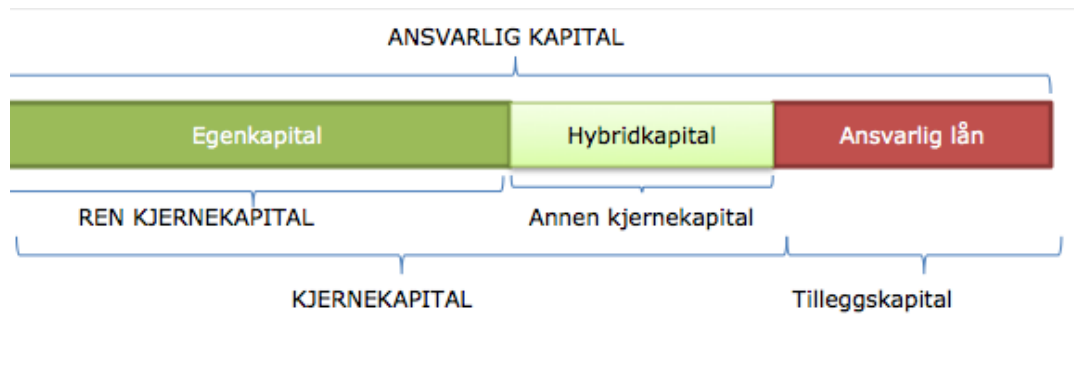 ANSVARLIG KAPITAL
Egenkapital
Hybridkapital
Ansvarlig lån
REN KJERNEKAPITAL
Annen kjernekapital
KJERNEKAPITAL
Tilleggskapital